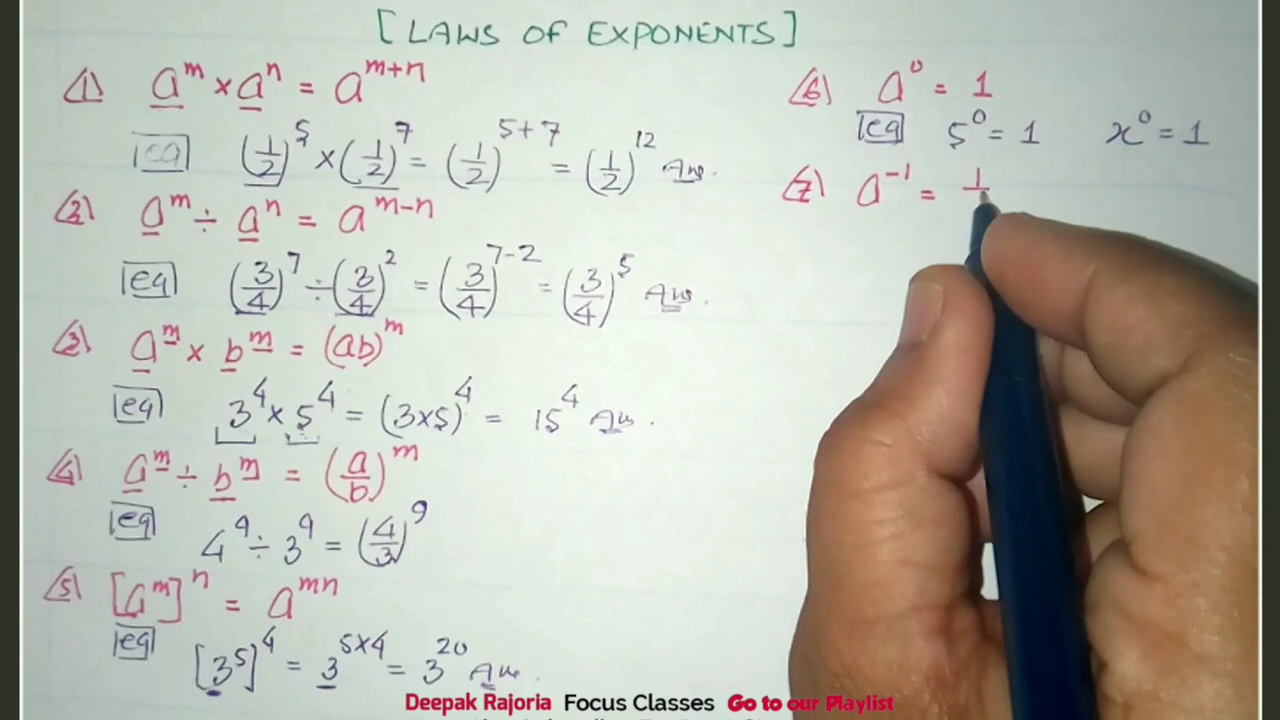 [LAWS OF EXPONENTS]
(1) a^m × a^n = a^(m+n)
eg (1/2)^5 × (1/2)^7 = (1/2)^(5+7) = (1/2)^12 Ans.
(2) a^m ÷ a^n = a^(m-n)
eg (3/4)^7 ÷ (3/4)^2 = (3/4)^(7-2) = (3/4)^5 Ans.
(3) a^m × b^m = (ab)^m
eg 3^4 × 5^4 = (3×5)^4 = 15^4 Ans.
(4) a^m ÷ b^m = (a/b)^m
eg 4^9 ÷ 3^9 = (4/3)^9
(5) [a^m]^n = a^(mn)
eg [3^5]^4 = 3^(5×4) = 3^20 Ans.
(6) a^0 = 1
eg 5^0 = 1 x^0 = 1
(7) a^-1 = 1/
Deepak Rajoria Focus Classes Go to our Playlist